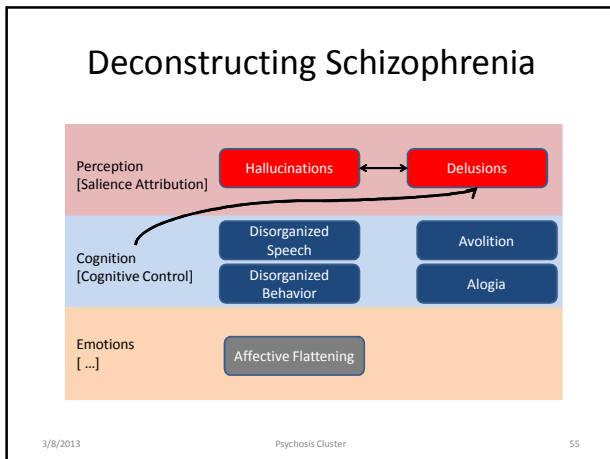 Deconstructing Schizophrenia
Perception
[Salience Attribution]
Hallucinations
Delusions
Cognition
[Cognitive Control]
Disorganized
Speech
Avolition
Disorganized
Behavior
Alogia
Emotions
[ ...]
Affective Flattening
3/8/2013
Psychosis Cluster
55